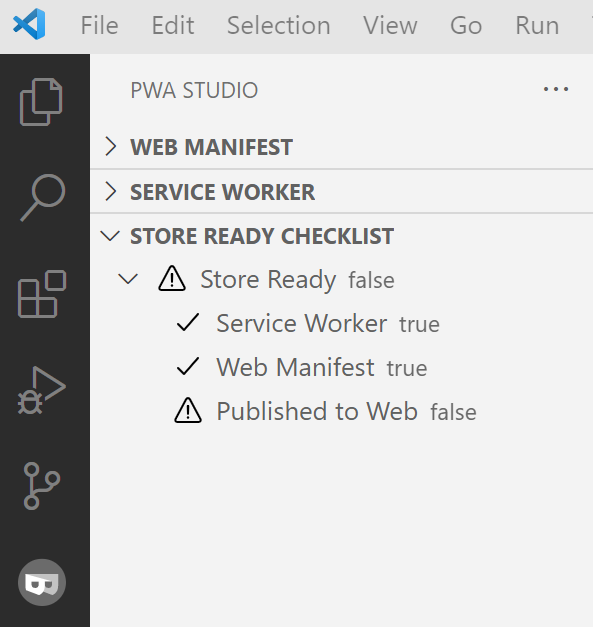 File Edit Selection View Go Run
PWA STUDIO
WEB MANIFEST
SERVICE WORKER
STORE READY CHECKLIST
Store Ready false
Service Worker true
Web Manifest true
Published to Web false